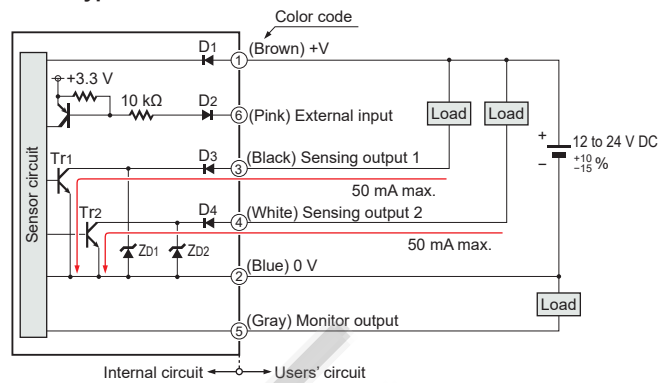 Color code
D1
1 (Brown) +V
+3.3 V
10 kΩ
D2
6 (Pink) External input
Load
Load
+
12 to 24 V DC
−
+10
−15 %
Sensor circuit
Tr1
D3
3 (Black) Sensing output 1
50 mA max.
Tr2
D4
4 (White) Sensing output 2
50 mA max.
ZD1
ZD2
2 (Blue) 0 V
Load
5 (Gray) Monitor output
Internal circuit
Users' circuit